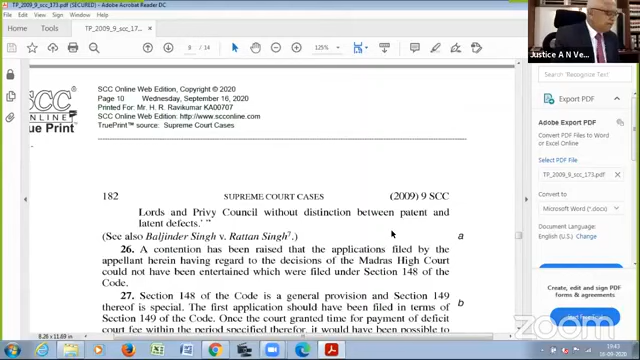 TP_2009_9_scc_173.pdf (SECURED) - Adobe Acrobat Reader DC
File Edit View Sign Window Help
Home Tools TP_2009_9_scc_173....
Justice A N Ve...
8 / 14 125%
Search "Recognize Text"
SCC Online Web Edition, Copyright © 2020
Page 10 Wednesday, September 16, 2020
Printed For: Mr. H. R. Ravikumar KA00707
SCC Online Web Edition: http://www.scconline.com
TruePrint™ source: Supreme Court Cases
SCC®
ONLINE
ue Print™
Export PDF
Adobe Export PDF
Convert PDF Files to Word
or Excel Online
Select PDF File
TP_2009_9_scc_173.pdf
Convert to
Microsoft Word (*.docx)
Document Language:
English (U.S.) Change
182 SUPREME COURT CASES (2009) 9 SCC
Lords and Privy Council without distinction between patent and
latent defects.' "
(See also Baljinder Singh v. Rattan Singh7.)
a
26. A contention has been raised that the applications filed by the
appellant herein having regard to the decisions of the Madras High Court
could not have been entertained which were filed under Section 148 of the
Code.
27. Section 148 of the Code is a general provision and Section 149
b
thereof is special. The first application should have been filed in terms of
Section 149 of the Code. Once the court granted time for payment of deficit
court fee within the period specified therefor, it would have been possible to
8.26 x 11.69 in
Create, edit and sign PDF
forms & agreements
zoom
19:43
16-09-2020